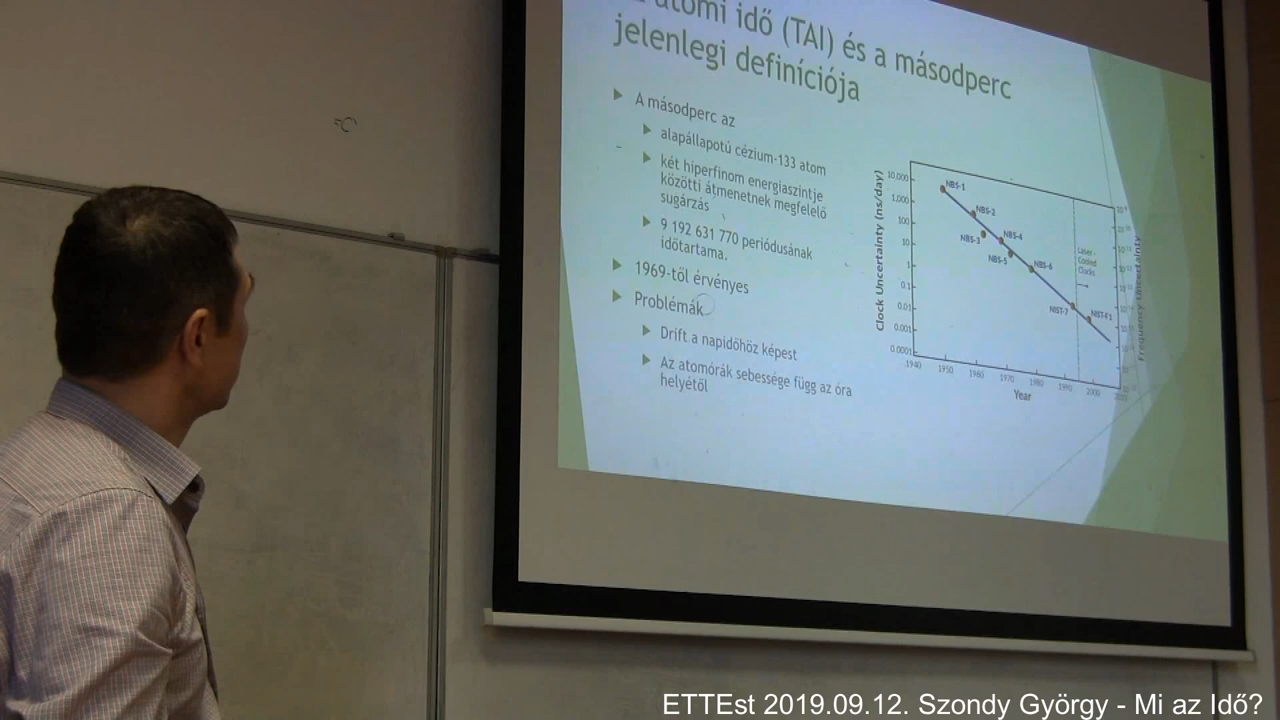 atomi idő (TAI) és a másodperc
jelenlegi definíciója
A másodperc az
alapállapotú cézium-133 atom
két hiperfinom energiaszintje
közötti átmenetnek megfelelő
sugárzás
9 192 631 770 periódusának
időtartama.
1969-től érvényes
Problémák
Drift a napidőhöz képest
Az atomórák sebessége függ az óra
helyétől
Clock Uncertainty (ns/day)
10.000
1.000
100
10
1
0.1
0.01
0.001
0.0001
NBS-1
NBS-2
NBS-3
NBS-4
NBS-5
NBS-6
NIST-7
NIST-F1
Laser-
Cooled
Clocks
Frequency Uncertainty
1940 1950 1960 1970 1980 1990 2000
Year
ETTEst 2019.09.12. Szondy György - Mi az Idő?